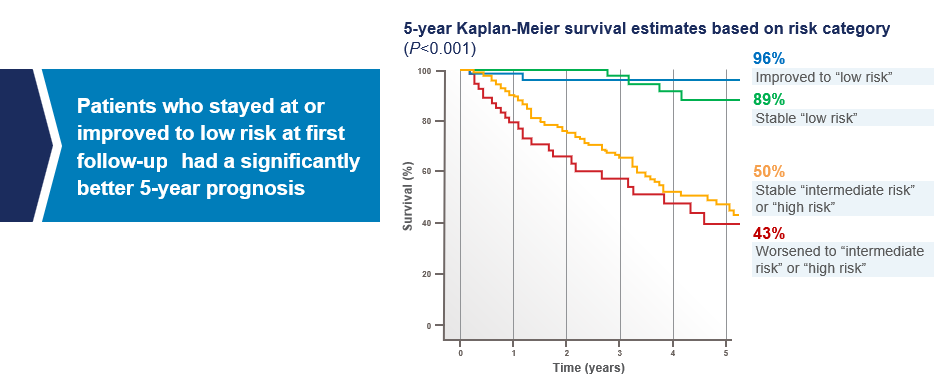 5-year Kaplan-Meier survival estimates based on risk category
(P<0.001)
Patients who stayed at or
improved to low risk at first
follow-up had a significantly
better 5-year prognosis
Survival (%)
100
80
60
40
20
0
0 1 2 3 4 5
Time (years)
96%
Improved to “low risk”
89%
Stable “low risk”
50%
Stable “intermediate risk”
or “high risk”
43%
Worsened to “intermediate
risk” or “high risk”